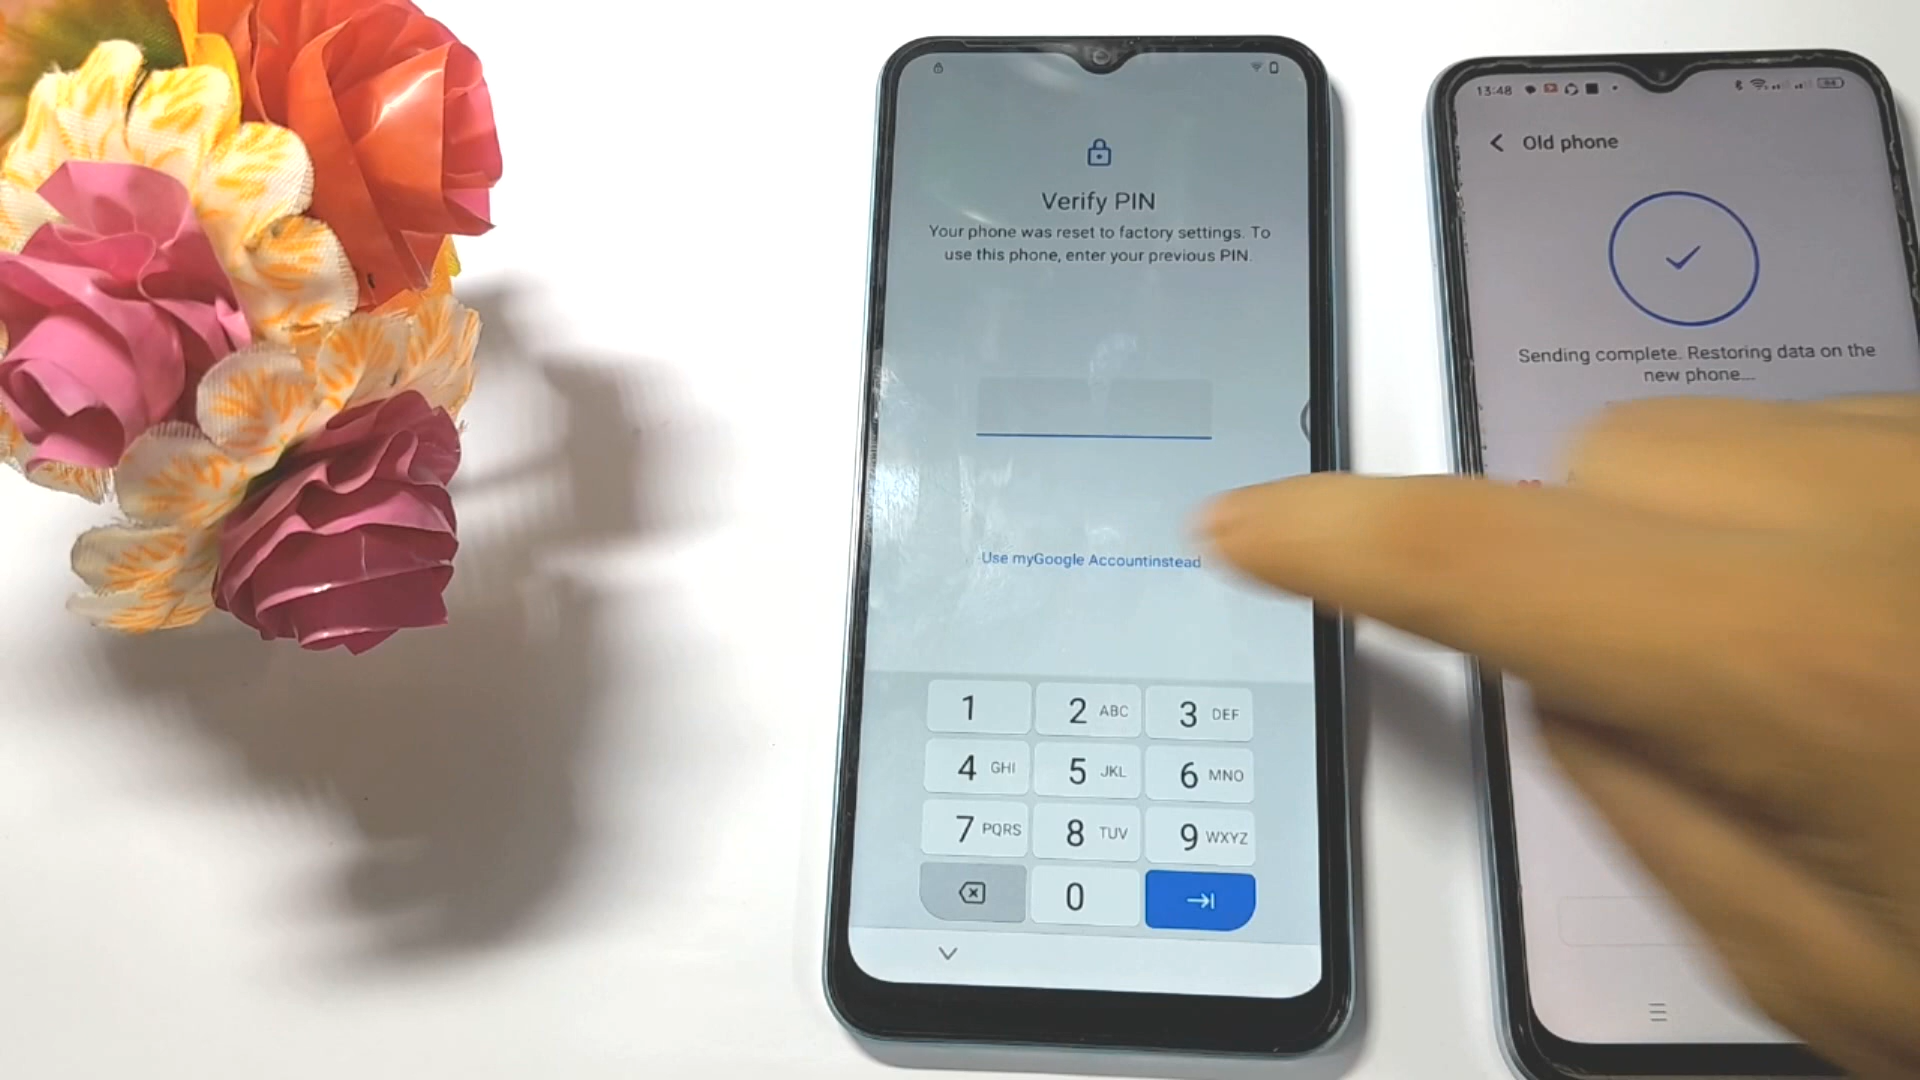 Verify PIN
Your phone was reset to factory settings. To
use this phone, enter your previous PIN.
Use myGoogle Accountinstead
1
2 ABC
3 DEF
4 GHI
5 JKL
6 MNO
7 PQRS
8 TUV
9 WXYZ
0
13:48
Old phone
Sending complete. Restoring data on the
new phone...